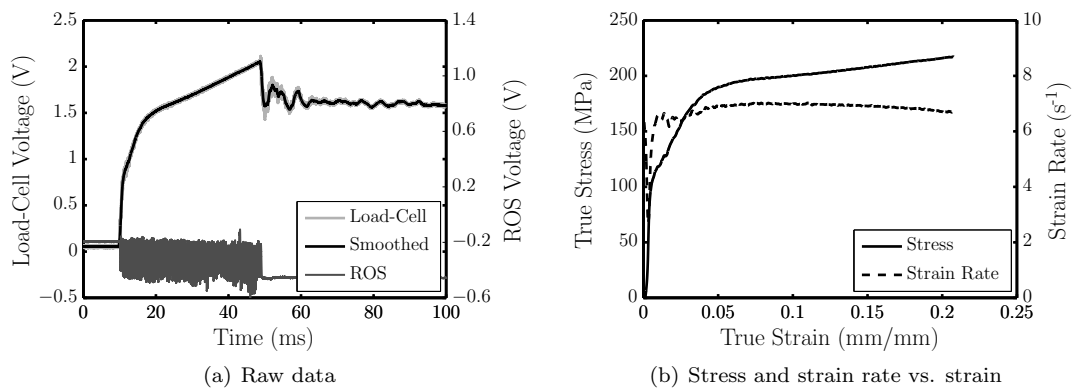 2.5
2
1.5
1
0.5
0
−0.5
Load-Cell Voltage (V)
1.4
1.0
0.6
0.2
−0.2
−0.6
ROS Voltage (V)
Load-Cell
Smoothed
ROS
0 20 40 60 80 100
Time (ms)
(a) Raw data
250
200
150
100
50
0
True Stress (MPa)
10
8
6
4
2
0
Strain Rate (s-1)
Stress
Strain Rate
0 0.05 0.1 0.15 0.2 0.25
True Strain (mm/mm)
(b) Stress and strain rate vs. strain